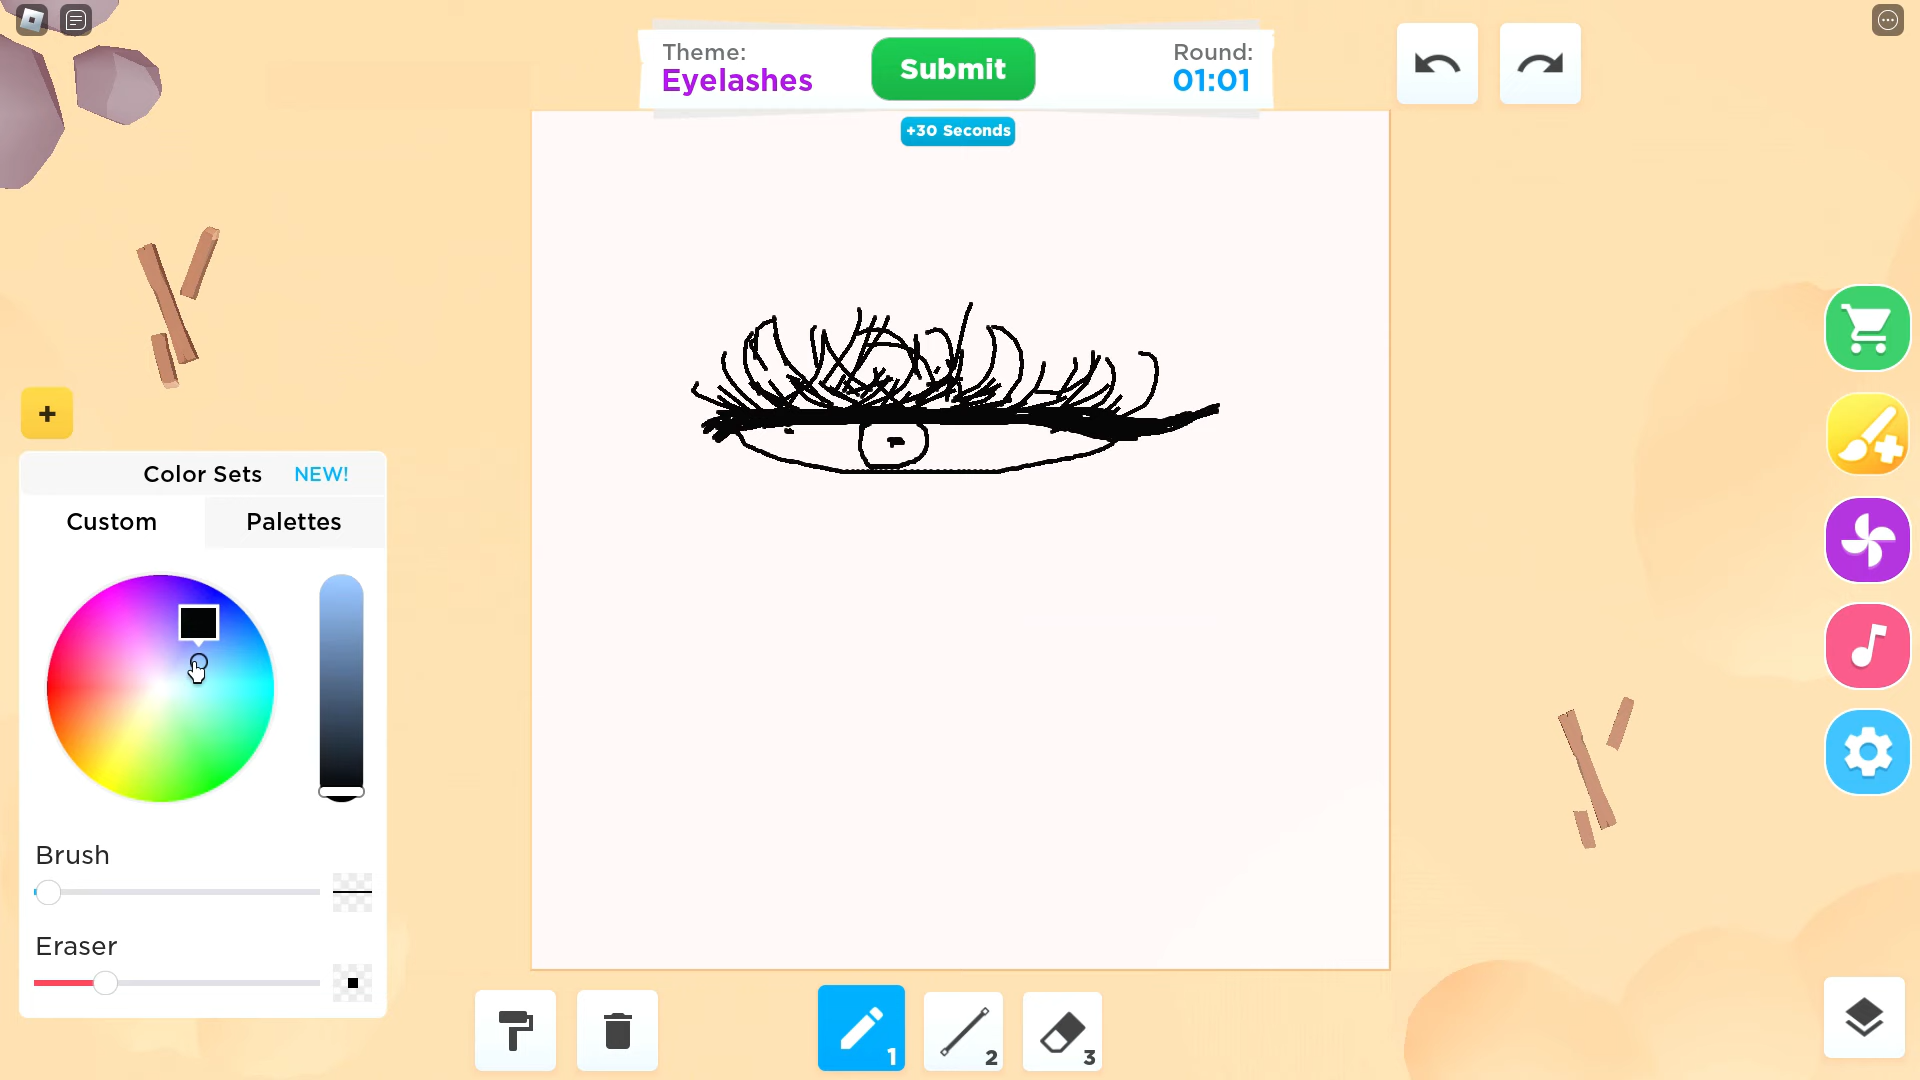 Theme:
Eyelashes
Submit
Round:
01:01
+30 Seconds
+
Color Sets NEW!
Custom Palettes
Brush
Eraser
1
2
3